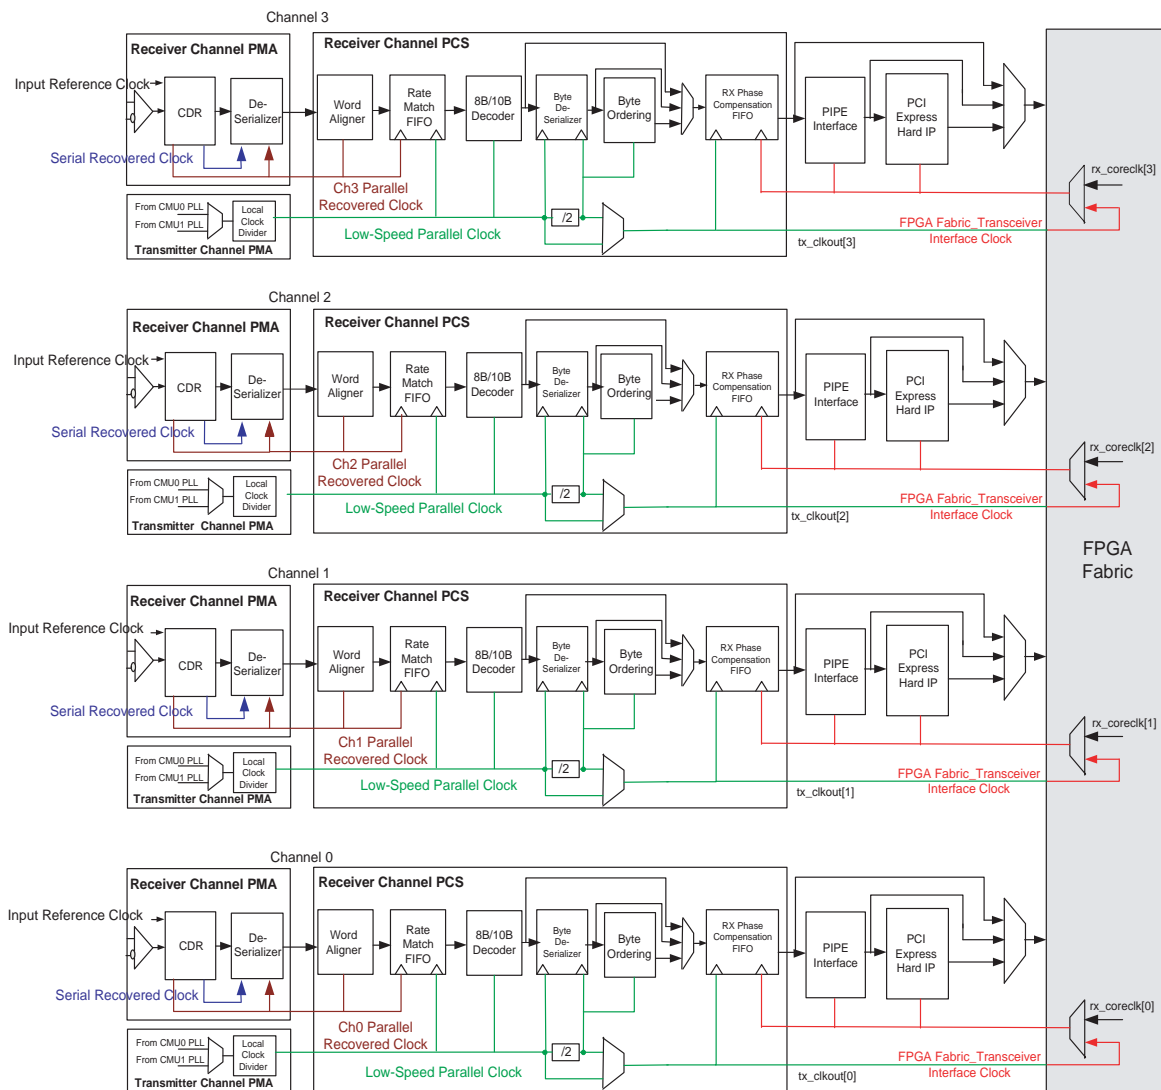 Channel 3
Receiver Channel PMA
Receiver Channel PCS
Input Reference Clock
CDR
De-
Serializer
Word
Aligner
Rate
Match
FIFO
8B/10B
Decoder
Byte
De-
Serializer
Byte
Ordering
RX Phase
Compensation
FIFO
PIPE
Interface
PCI
Express
Hard IP
Serial Recovered Clock
Ch3 Parallel
Recovered Clock
rx_coreclk[3]
From CMU0 PLL
From CMU1 PLL
Local
Clock
Divider
Transmitter Channel PMA
/2
Low-Speed Parallel Clock
tx_clkout[3]
FPGA Fabric_Transceiver
Interface Clock
Channel 2
Receiver Channel PMA
Receiver Channel PCS
Input Reference Clock
CDR
De-
Serializer
Word
Aligner
Rate
Match
FIFO
8B/10B
Decoder
Byte
De-
Serializer
Byte
Ordering
RX Phase
Compensation
FIFO
PIPE
Interface
PCI
Express
Hard IP
Serial Recovered Clock
Ch2 Parallel
Recovered Clock
rx_coreclk[2]
From CMU0 PLL
From CMU1 PLL
Local
Clock
Divider
Transmitter Channel PMA
/2
Low-Speed Parallel Clock
tx_clkout[2]
FPGA Fabric_Transceiver
Interface Clock
FPGA
Fabric
Channel 1
Receiver Channel PMA
Receiver Channel PCS
Input Reference Clock
CDR
De-
Serializer
Word
Aligner
Rate
Match
FIFO
8B/10B
Decoder
Byte
De-
Serializer
Byte
Ordering
RX Phase
Compensation
FIFO
PIPE
Interface
PCI
Express
Hard IP
Serial Recovered Clock
Ch1 Parallel
Recovered Clock
rx_coreclk[1]
From CMU0 PLL
From CMU1 PLL
Local
Clock
Divider
Transmitter Channel PMA
/2
Low-Speed Parallel Clock
tx_clkout[1]
FPGA Fabric_Transceiver
Interface Clock
Channel 0
Receiver Channel PMA
Receiver Channel PCS
Input Reference Clock
CDR
De-
Serializer
Word
Aligner
Rate
Match
FIFO
8B/10B
Decoder
Byte
De-
Serializer
Byte
Ordering
RX Phase
Compensation
FIFO
PIPE
Interface
PCI
Express
Hard IP
Serial Recovered Clock
Ch0 Parallel
Recovered Clock
rx_coreclk[0]
From CMU0 PLL
From CMU1 PLL
Local
Clock
Divider
Transmitter Channel PMA
/2
Low-Speed Parallel Clock
tx_clkout[0]
FPGA Fabric_Transceiver
Interface Clock